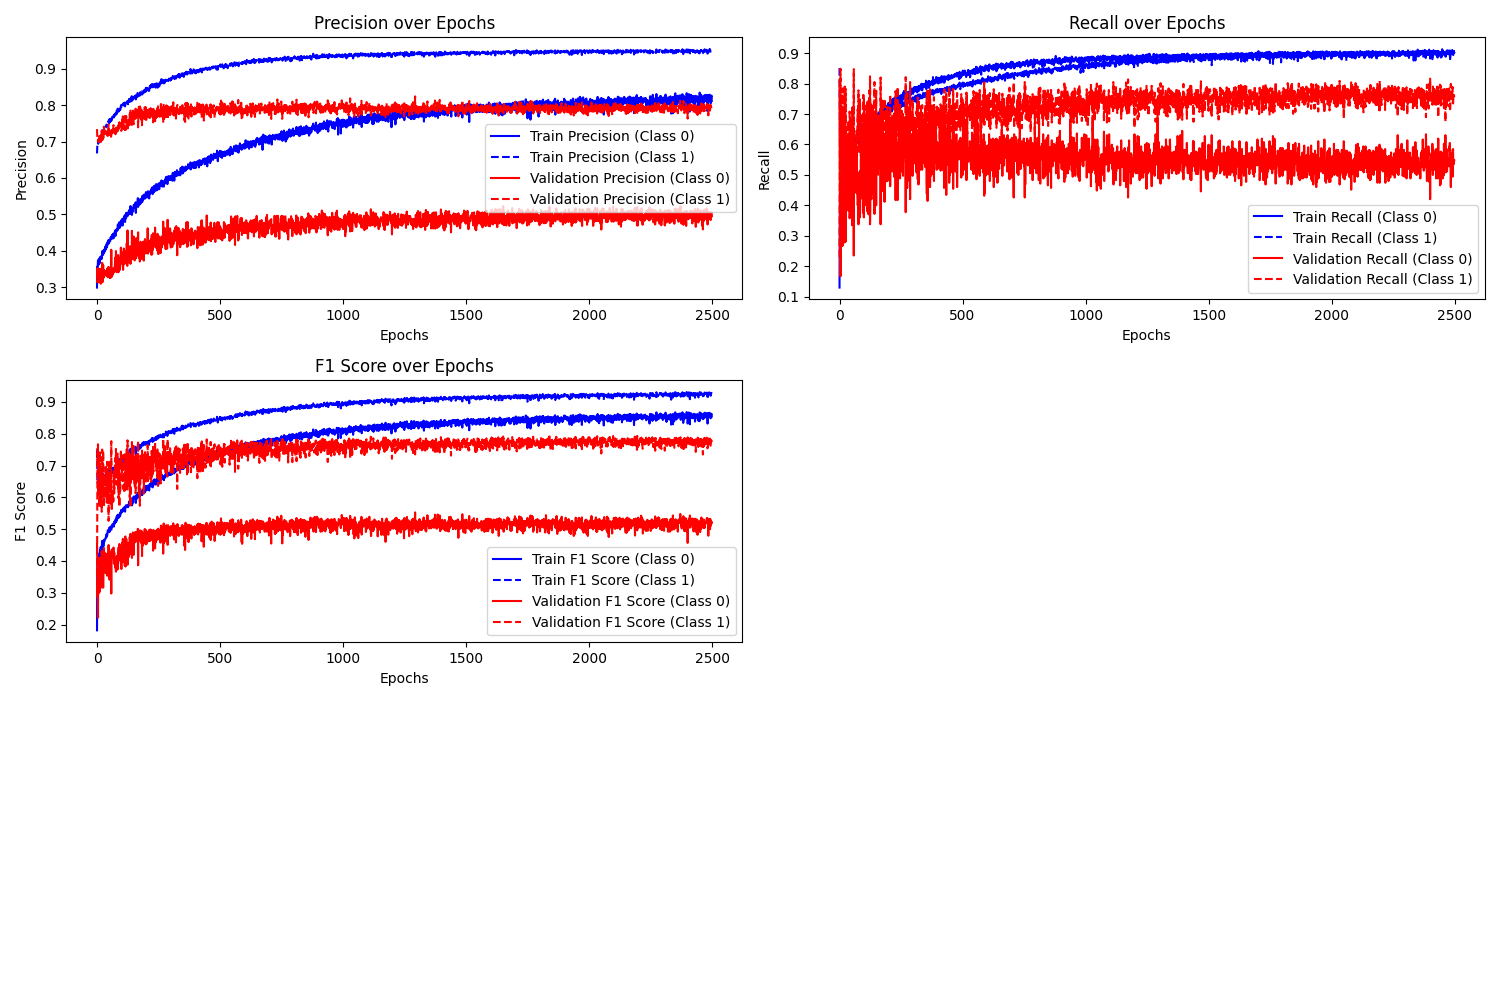 Precision over Epochs
Precision
0.9
0.8
0.7
0.6
0.5
0.4
0.3
Train Precision (Class 0)
Train Precision (Class 1)
Validation Precision (Class 0)
Validation Precision (Class 1)
0 500 1000 1500 2000 2500
Epochs
Recall over Epochs
Recall
0.9
0.8
0.7
0.6
0.5
0.4
0.3
0.2
0.1
Train Recall (Class 0)
Train Recall (Class 1)
Validation Recall (Class 0)
Validation Recall (Class 1)
0 500 1000 1500 2000 2500
Epochs
F1 Score over Epochs
F1 Score
0.9
0.8
0.7
0.6
0.5
0.4
0.3
0.2
Train F1 Score (Class 0)
Train F1 Score (Class 1)
Validation F1 Score (Class 0)
Validation F1 Score (Class 1)
0 500 1000 1500 2000 2500
Epochs